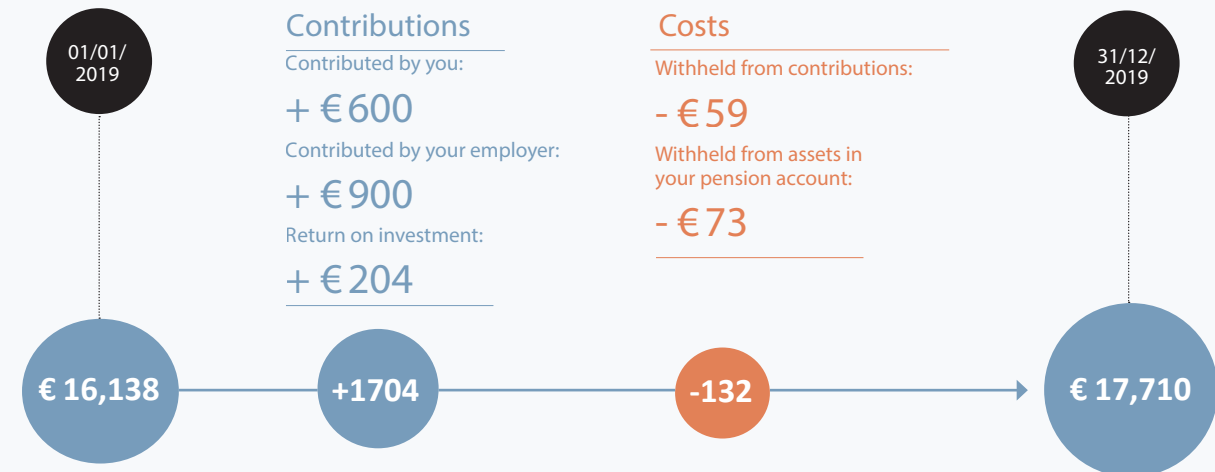 01/01/
2019
Contributions
Contributed by you:
+ € 600
Contributed by your employer:
+ € 900
Return on investment:
+ € 204
Costs
Withheld from contributions:
- € 59
Withheld from assets in
your pension account:
- € 73
31/12/
2019
€ 16,138
+1704
-132
€ 17,710